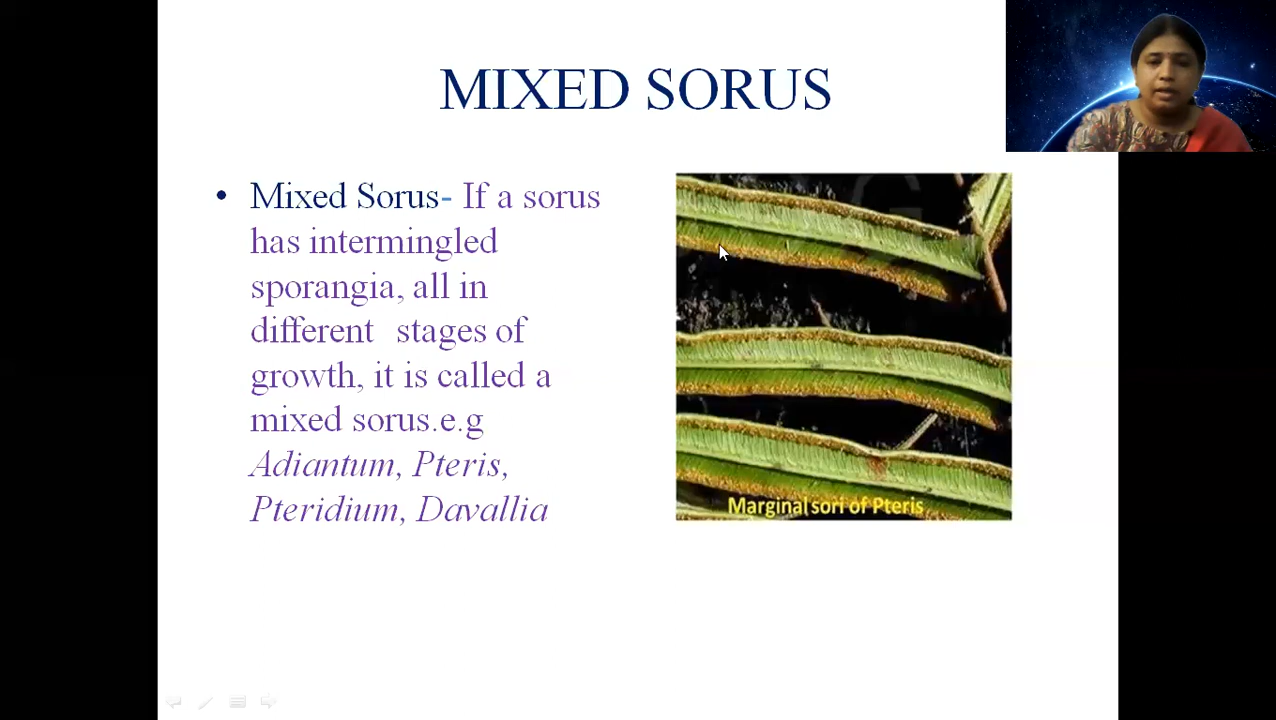 MIXED SORUS
• Mixed Sorus- If a sorus
has intermingled
sporangia, all in
different stages of
growth, it is called a
mixed sorus.e.g
Adiantum, Pteris,
Pteridium, Davallia
Marginal sori of Pteris